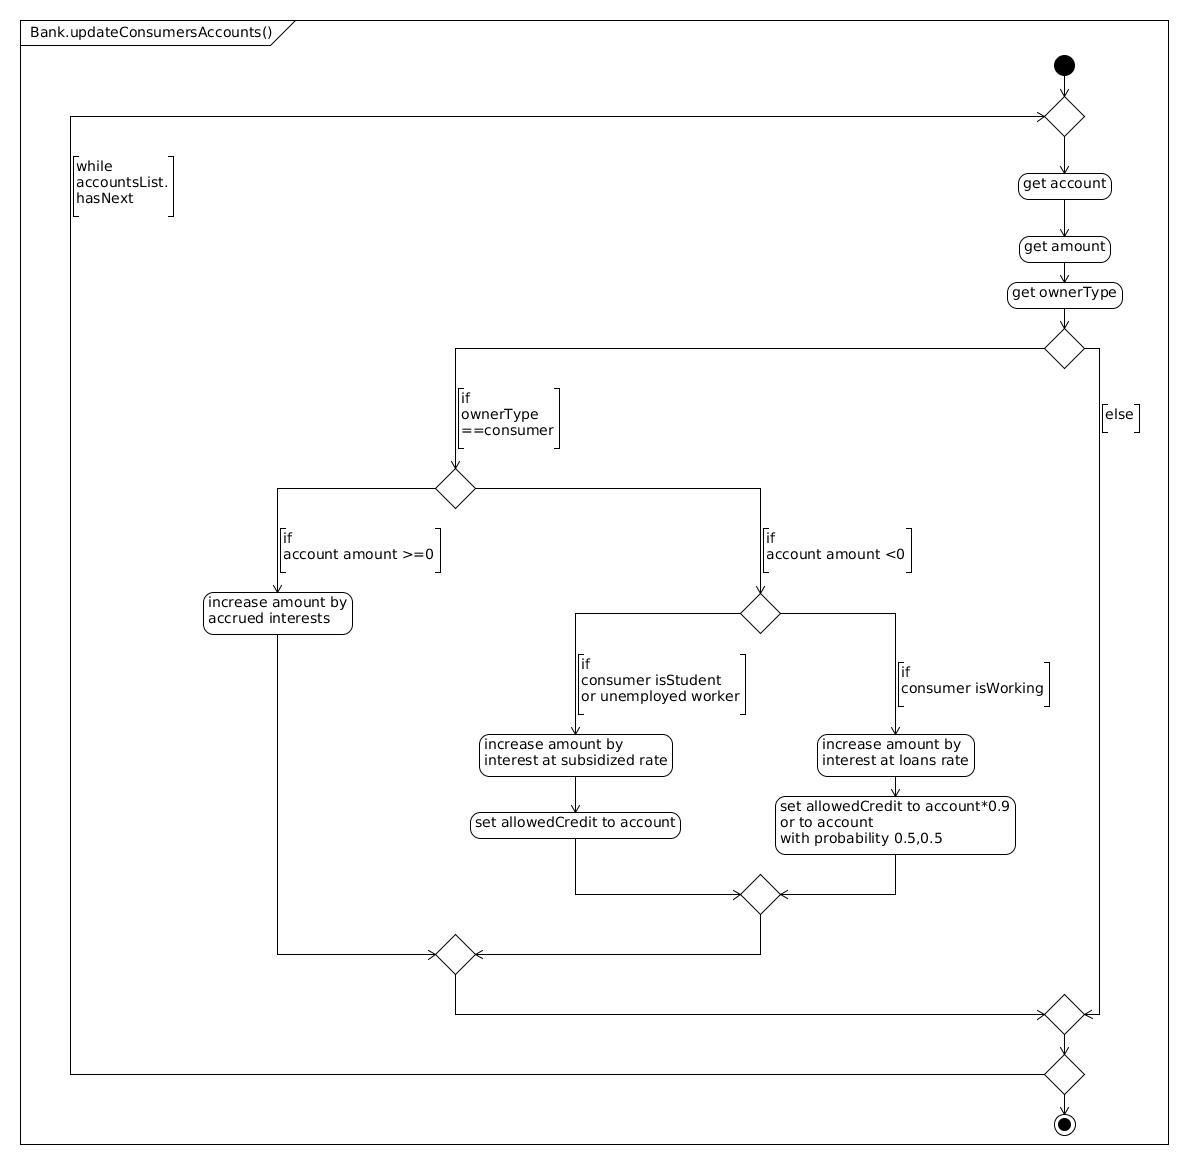 Bank.updateConsumersAccounts()
while
accountsList.
hasNext
get account
get amount
get ownerType
if
ownerType
==consumer
else
if
account amount >=0
if
account amount <0
increase amount by
accrued interests
if
consumer isStudent
or unemployed worker
if
consumer isWorking
increase amount by
interest at subsidized rate
increase amount by
interest at loans rate
set allowedCredit to account
set allowedCredit to account*0.9
or to account
with probability 0.5,0.5